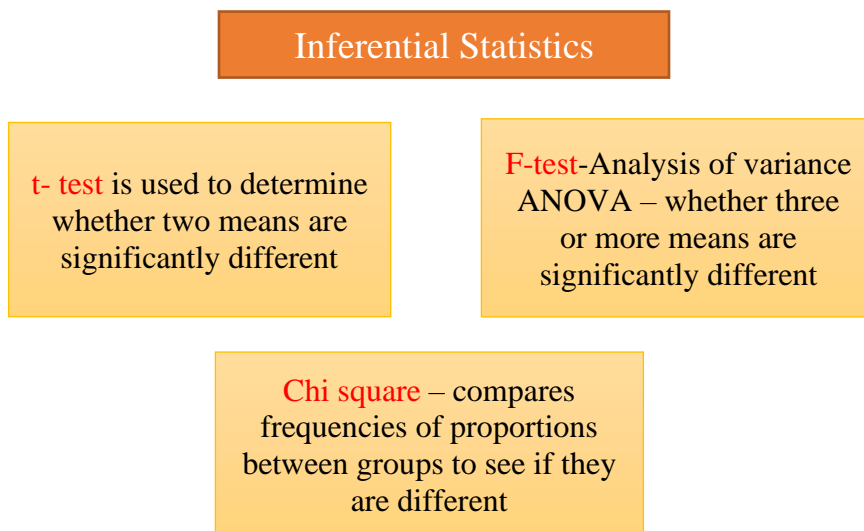 Inferential Statistics
t- test is used to determine
whether two means are
significantly different
F-test-Analysis of variance
ANOVA – whether three
or more means are
significantly different
Chi square – compares
frequencies of proportions
between groups to see if they
are different